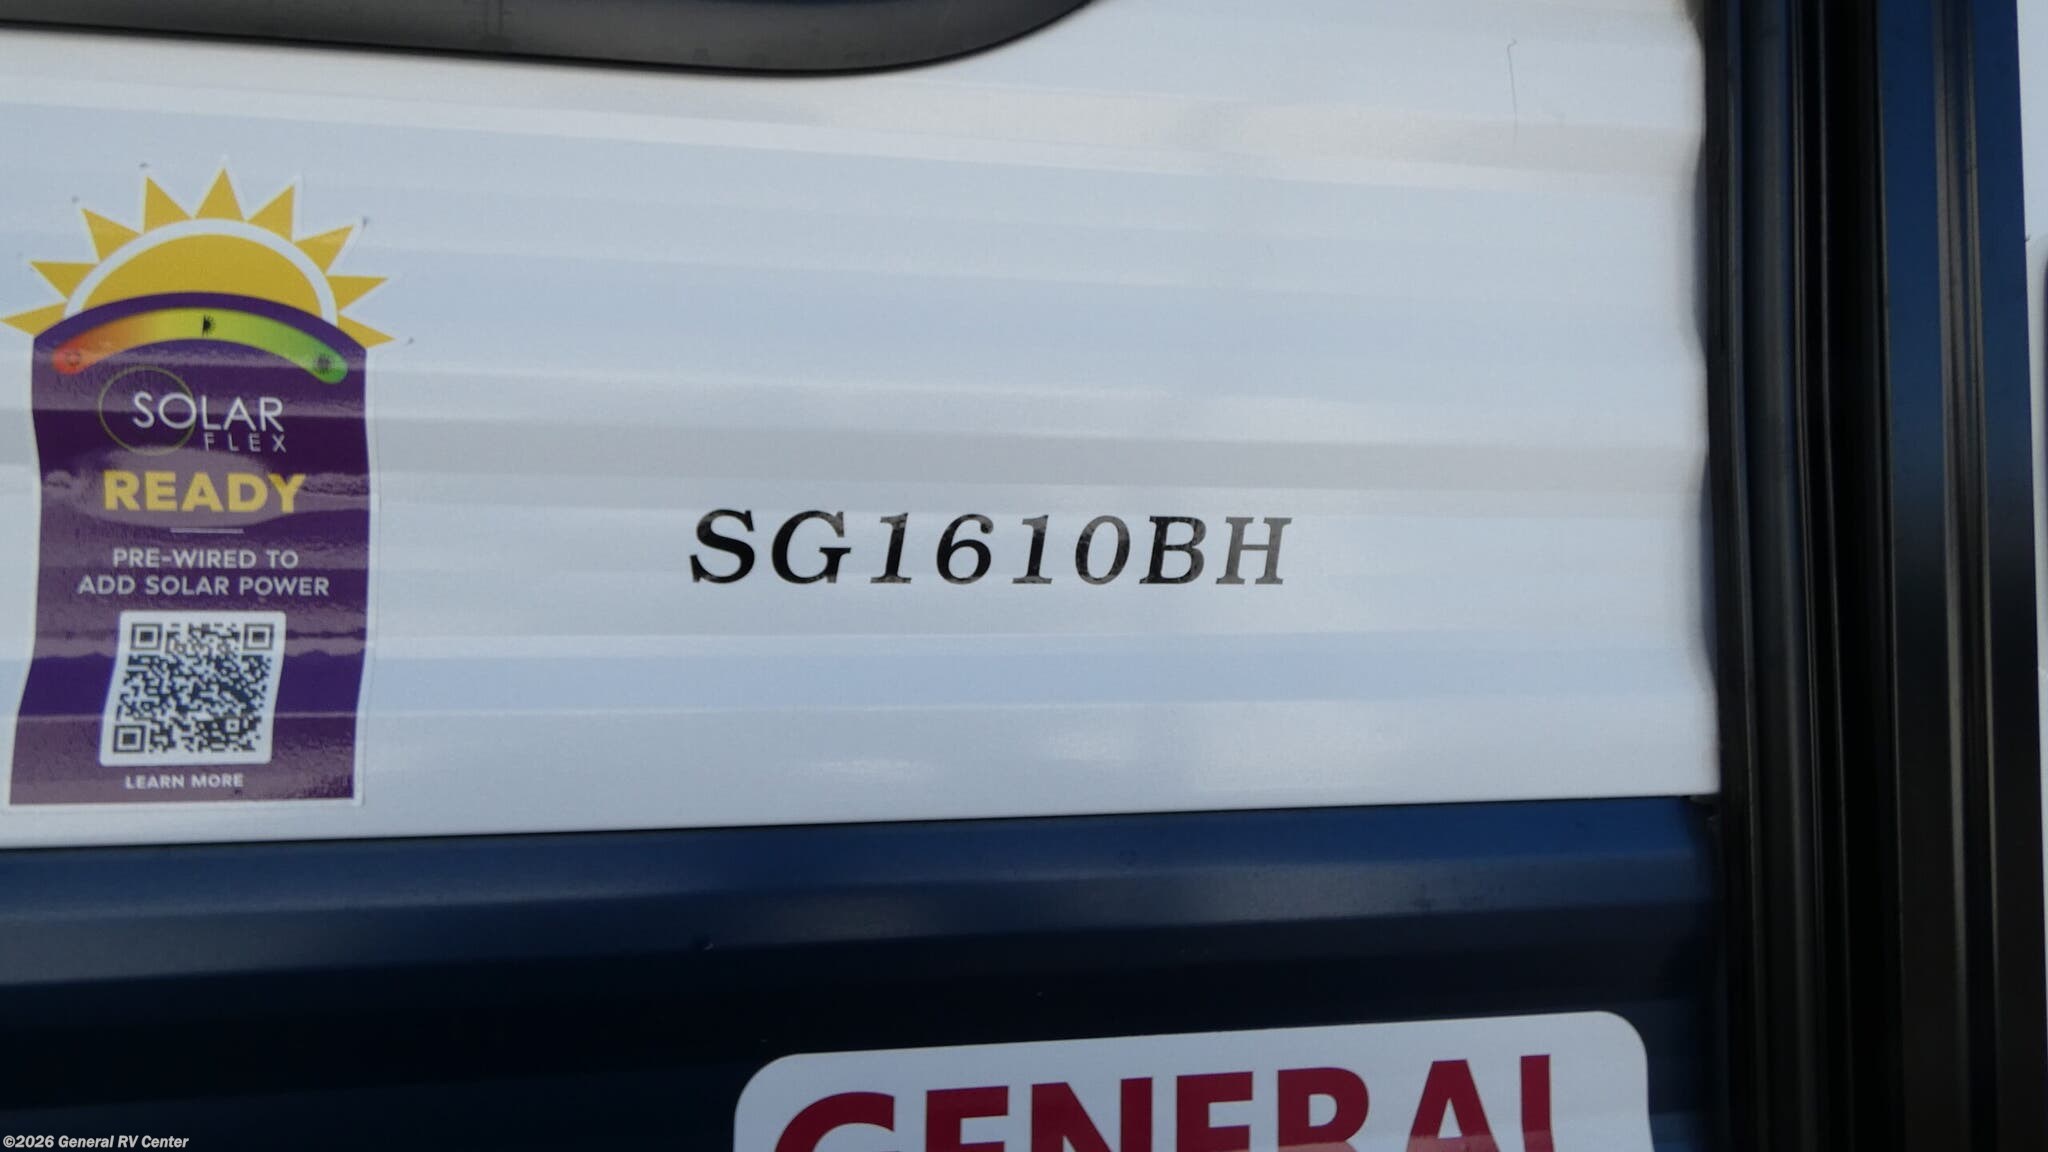 SOLAR
FLEX
READY
PRE-WIRED TO
ADD SOLAR POWER
LEARN MORE
SG1610BH
GENERAL
©2026 General RV Center